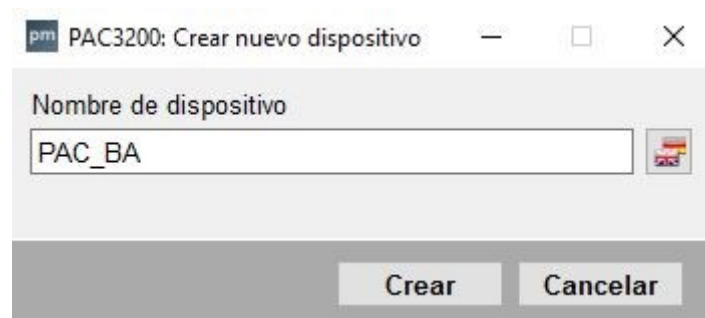 pm PAC3200: Crear nuevo dispositivo
Nombre de dispositivo
PAC_BA
Crear Cancelar